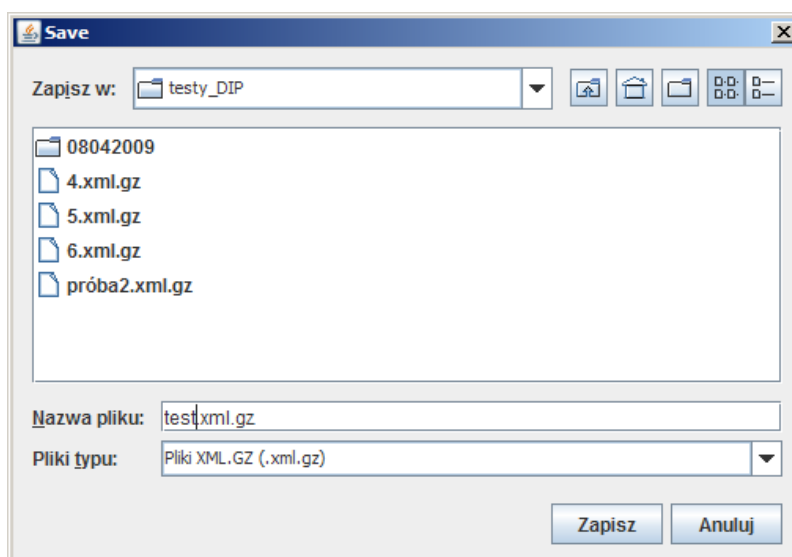 Save
Zapisz w: testy_DIP
08042009
4.xml.gz
5.xml.gz
6.xml.gz
próba2.xml.gz
Nazwa pliku: test.xml.gz
Pliki typu: Pliki XML.GZ (.xml.gz)
Zapisz Anuluj